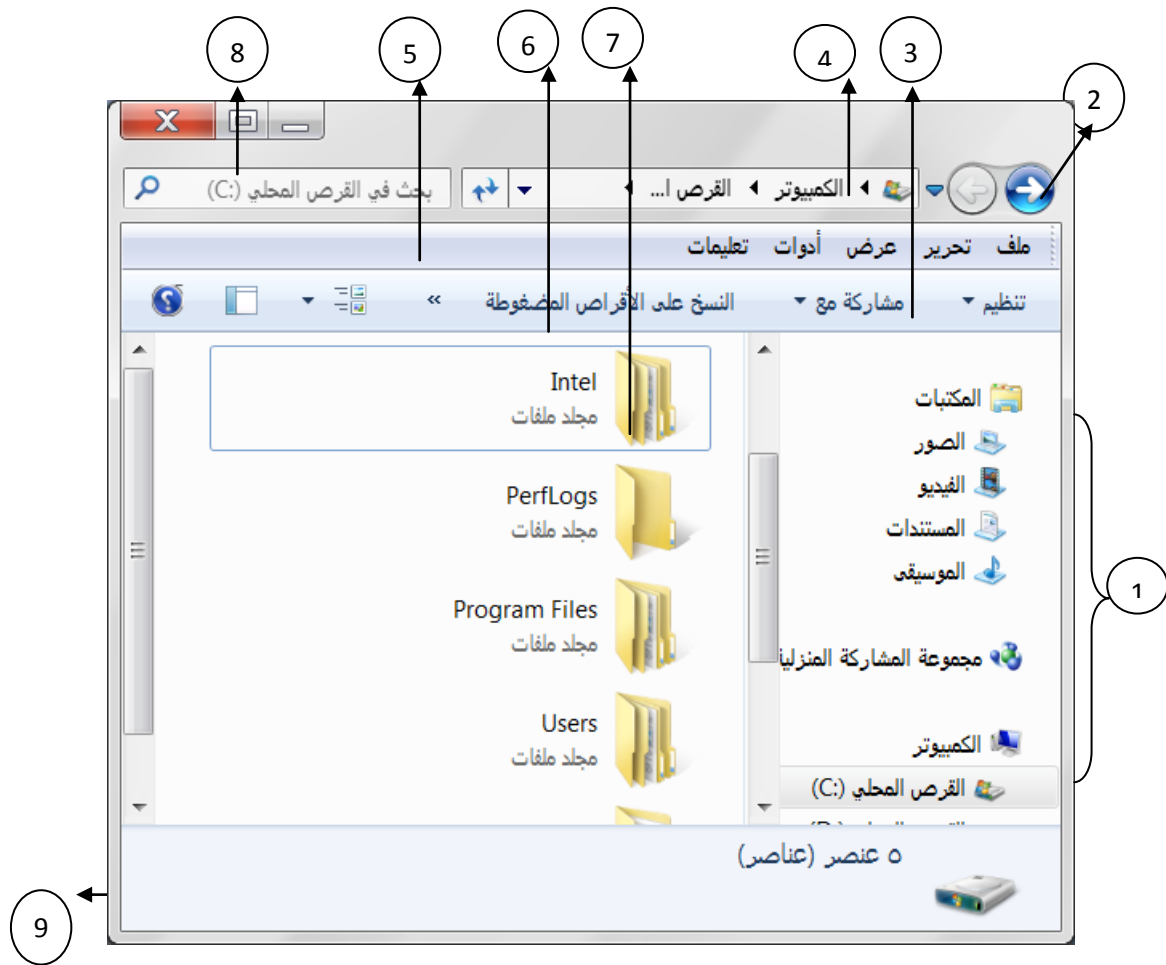 8
5
6
7
4
3
2
الكمبيوتر
القرص ا...
بحث في القرص المحلي (C:)
ملف تحرير عرض أدوات تعليمات
تنظيم مشاركة مع النسخ على الأقراص المضغوطة »
المكتبات
الصور
الفيديو
المستندات
الموسيقى
مجموعة المشاركة المنزلية
الكمبيوتر
القرص المحلي (C:)
Intel
مجلد ملفات
PerfLogs
مجلد ملفات
Program Files
مجلد ملفات
Users
مجلد ملفات
1
٥ عنصر (عناصر)
9